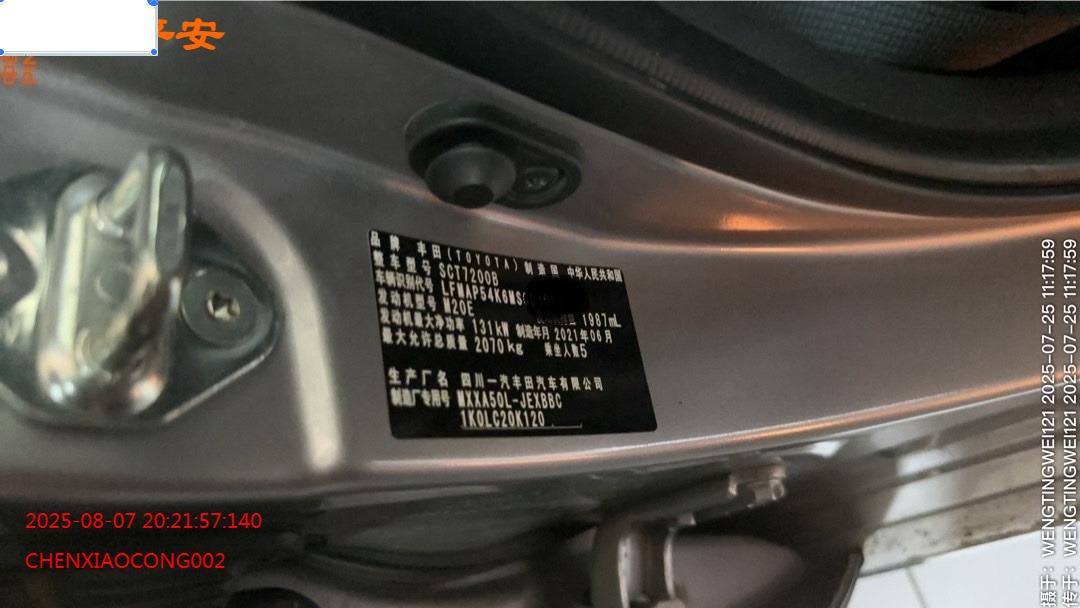 平安
品牌 丰田(TOYOTA) 制造国 中华人民共和国
整车型号 SCT7200B
车辆识别代号 LFMAP54K6MS
发动机型号 M20E 1987mL
发动机最大净功率 131kW 制造年月 2021年06月
最大允许总质量 2070kg 乘坐人数5
生产厂名 四川一汽丰田汽车有限公司
制造厂专用号 MXXA50L-JEXBBC
1K0LC20K120
2025-08-07 20:21:57:140
CHENXIAOCONG002
摄于: WENGTINGWEI121 2025-07-25 11:17:59
传于: WENGTINGWEI121 2025-07-25 11:17:59